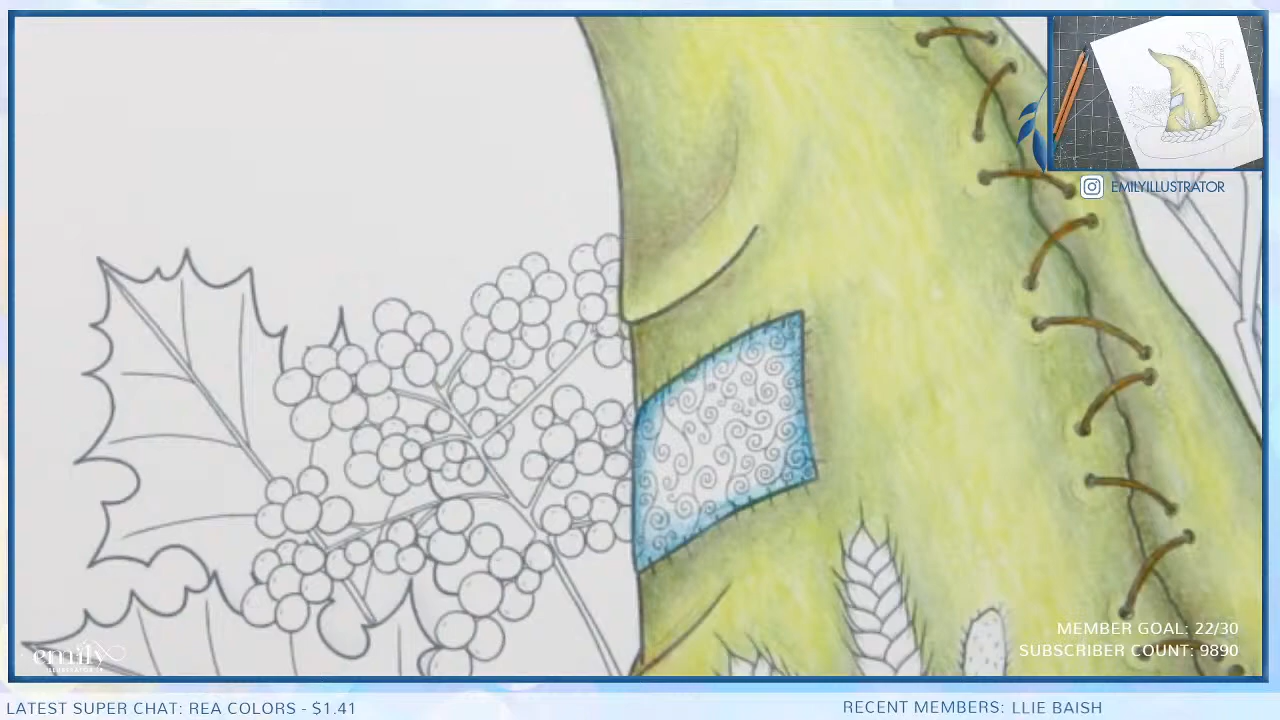 EMILYILLUSTRATOR
MEMBER GOAL: 22/30
SUBSCRIBER COUNT: 9890
emily
LATEST SUPER CHAT: REA COLORS - $1.41
RECENT MEMBERS: LLIE BAISH